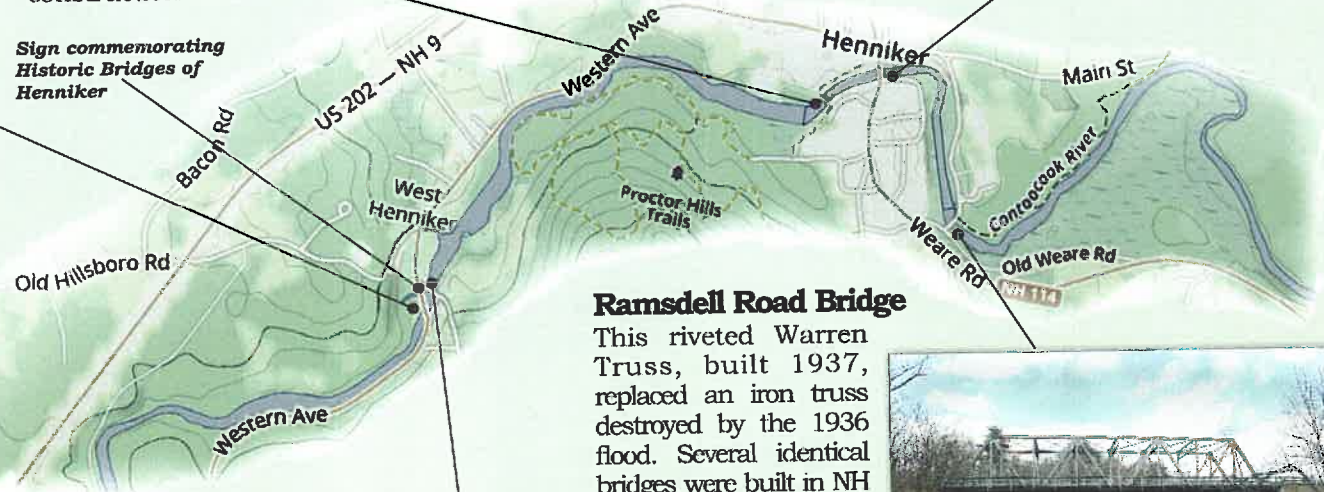 Sign commemorating
Historic Bridges of
Henniker
Bacon Rd
US 202 — NH 9
Western Ave
Henniker
Main St
West
Henniker
Proctor Hills
Trails
Contoocook River
Weare Rd
Old Weare Rd
NH 114
Old Hillsboro Rd
Western Ave
Ramsdell Road Bridge
This riveted Warren
Truss, built 1937,
replaced an iron truss
destroyed by the 1936
flood. Several identical
bridges were built in NH